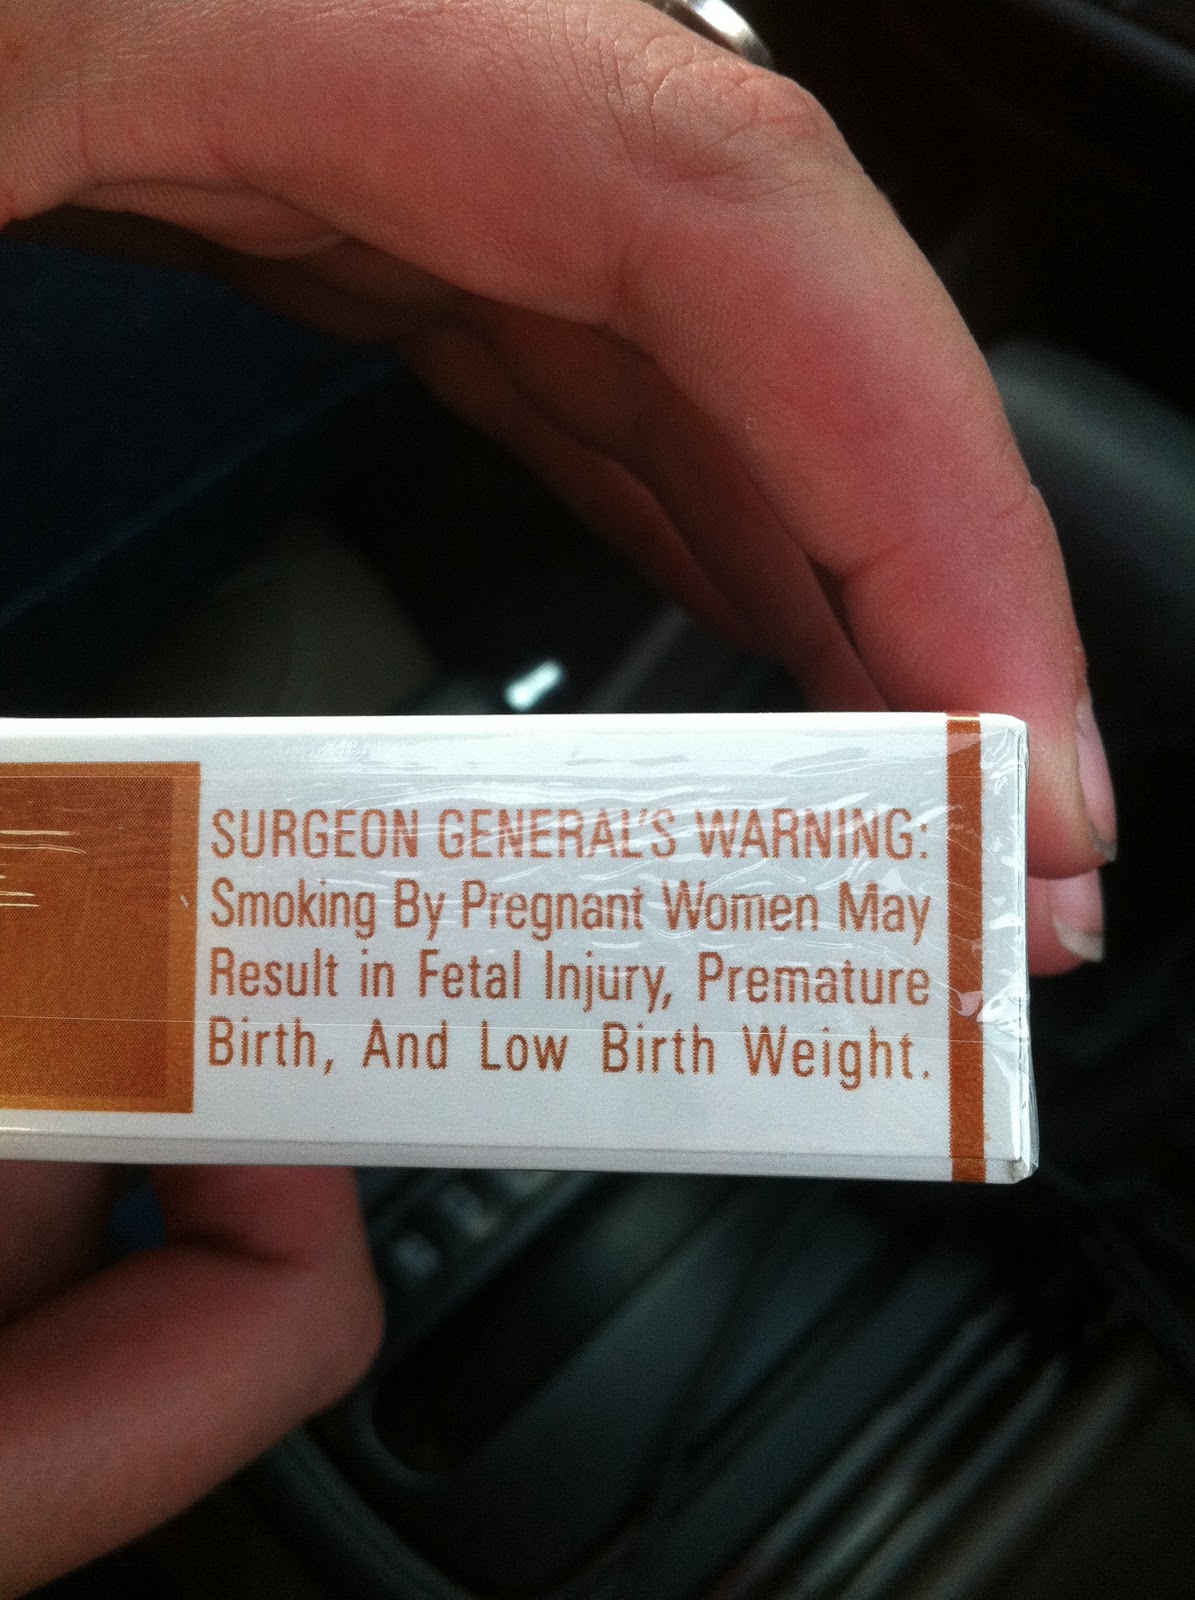 SURGEON GENERAL'S WARNING:
Smoking By Pregnant Women May
Result in Fetal Injury, Premature
Birth, And Low Birth Weight.